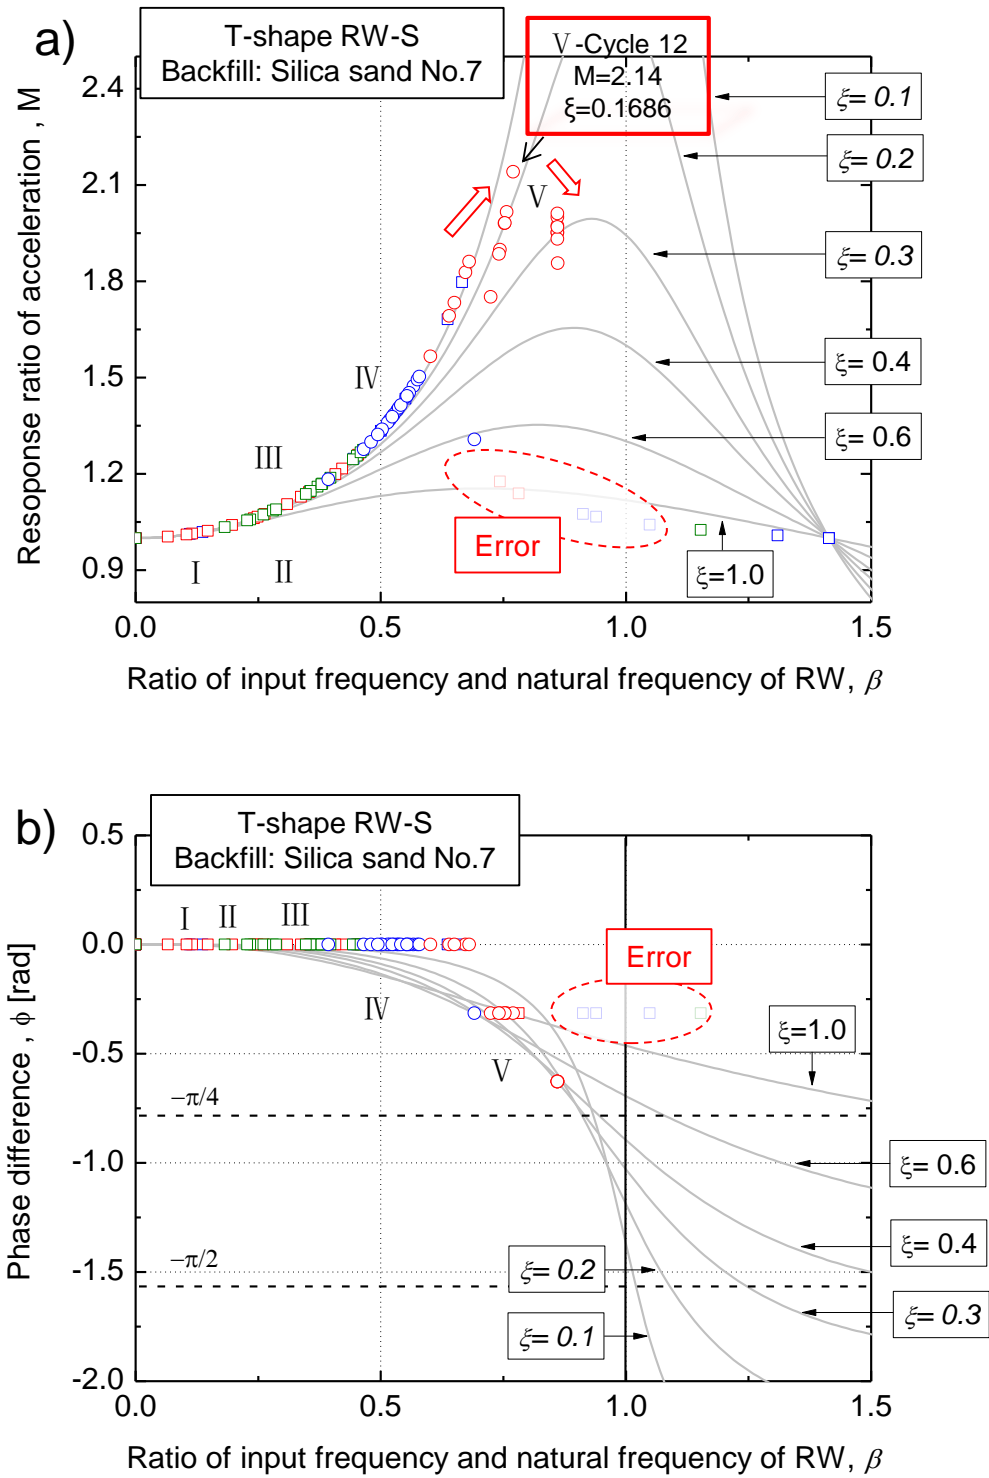 a)
T-shape RW-S
Backfill: Silica sand No.7
Ⅴ-Cycle 12
M=2.14
ξ=0.1686
Resoponse ratio of acceleration , M
2.4
2.1
1.8
1.5
1.2
0.9
ξ= 0.1
ξ= 0.2
ξ= 0.3
ξ= 0.4
ξ= 0.6
ξ=1.0
Ⅴ
Ⅳ
Ⅲ
Ⅰ
Ⅱ
Error
0.0
0.5
1.0
1.5
Ratio of input frequency and natural frequency of RW, β
b)
T-shape RW-S
Backfill: Silica sand No.7
Phase difference , ϕ [rad]
0.5
0.0
-0.5
-1.0
-1.5
-2.0
Ⅰ
Ⅱ
Ⅲ
Ⅳ
Ⅴ
Error
ξ=1.0
−π/4
ξ= 0.6
−π/2
ξ= 0.2
ξ= 0.4
ξ= 0.3
ξ= 0.1
0.0
0.5
1.0
1.5
Ratio of input frequency and natural frequency of RW, β